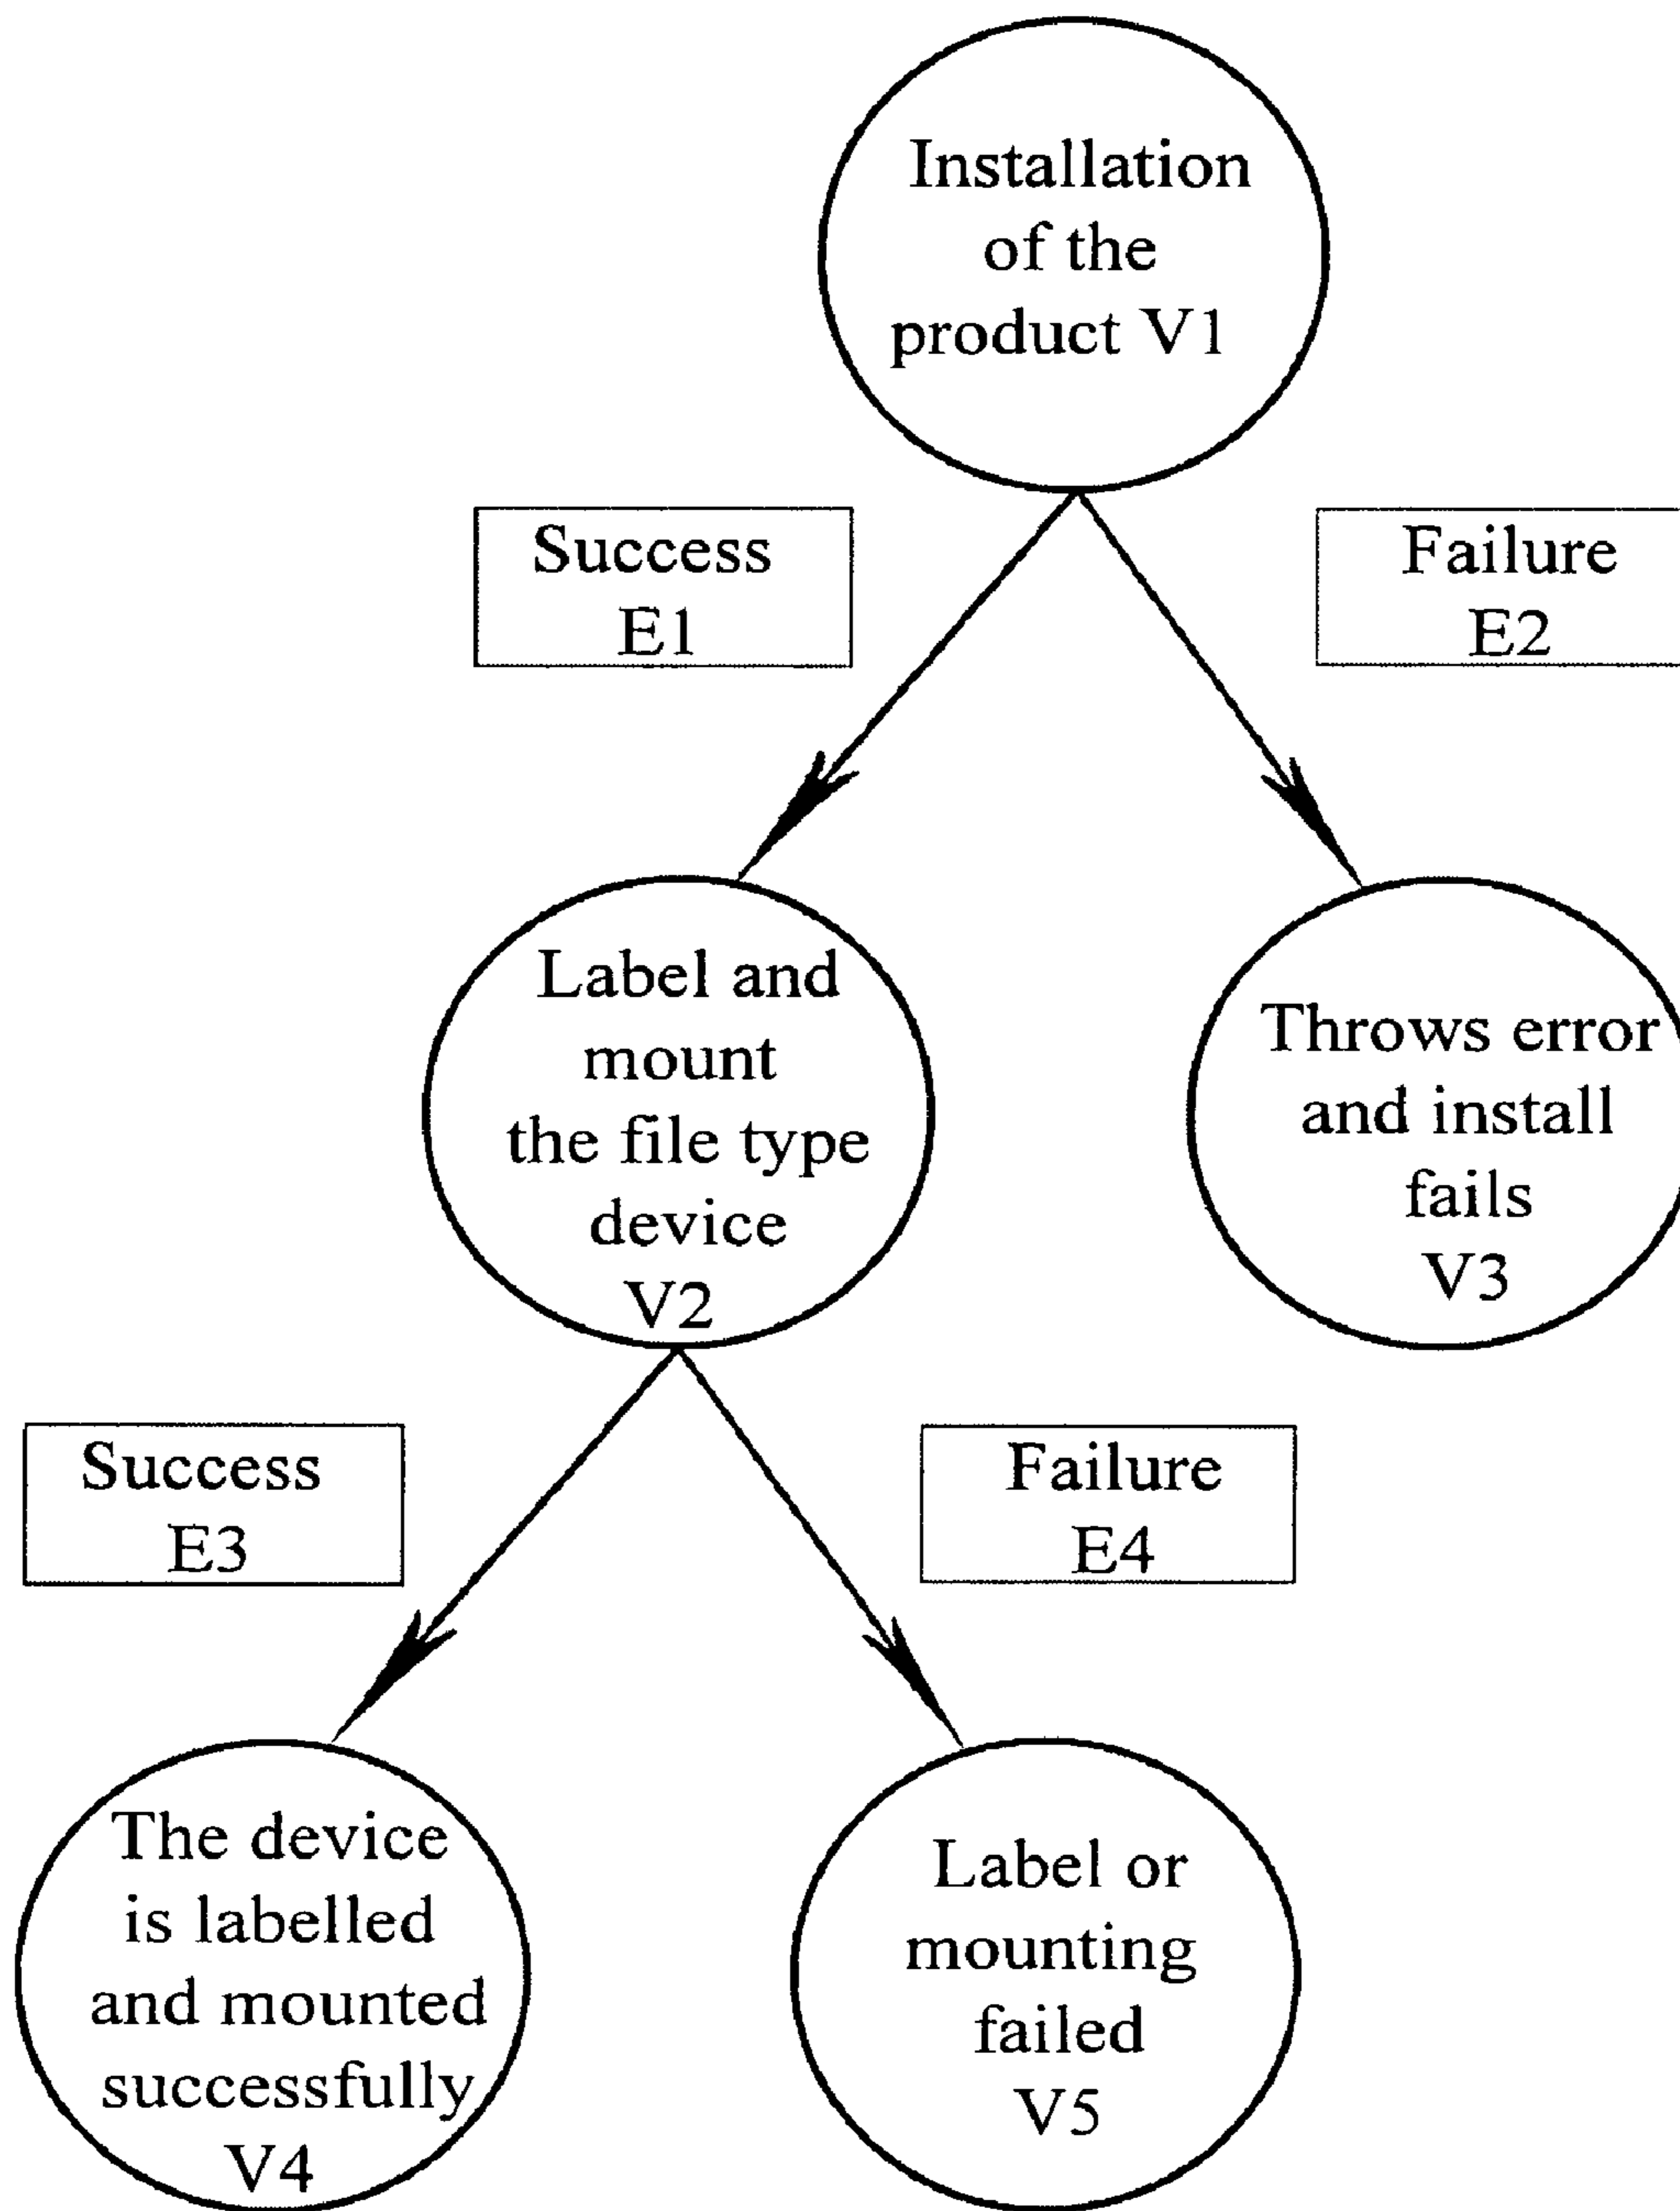 Installation
of the
product V1
Success
E1
Failure
E2
Label and
mount
the file type
device
V2
Throws error
and install
fails
V3
Success
E3
Failure
E4
The device
is labelled
and mounted
successfully
V4
Label or
mounting
failed
V5